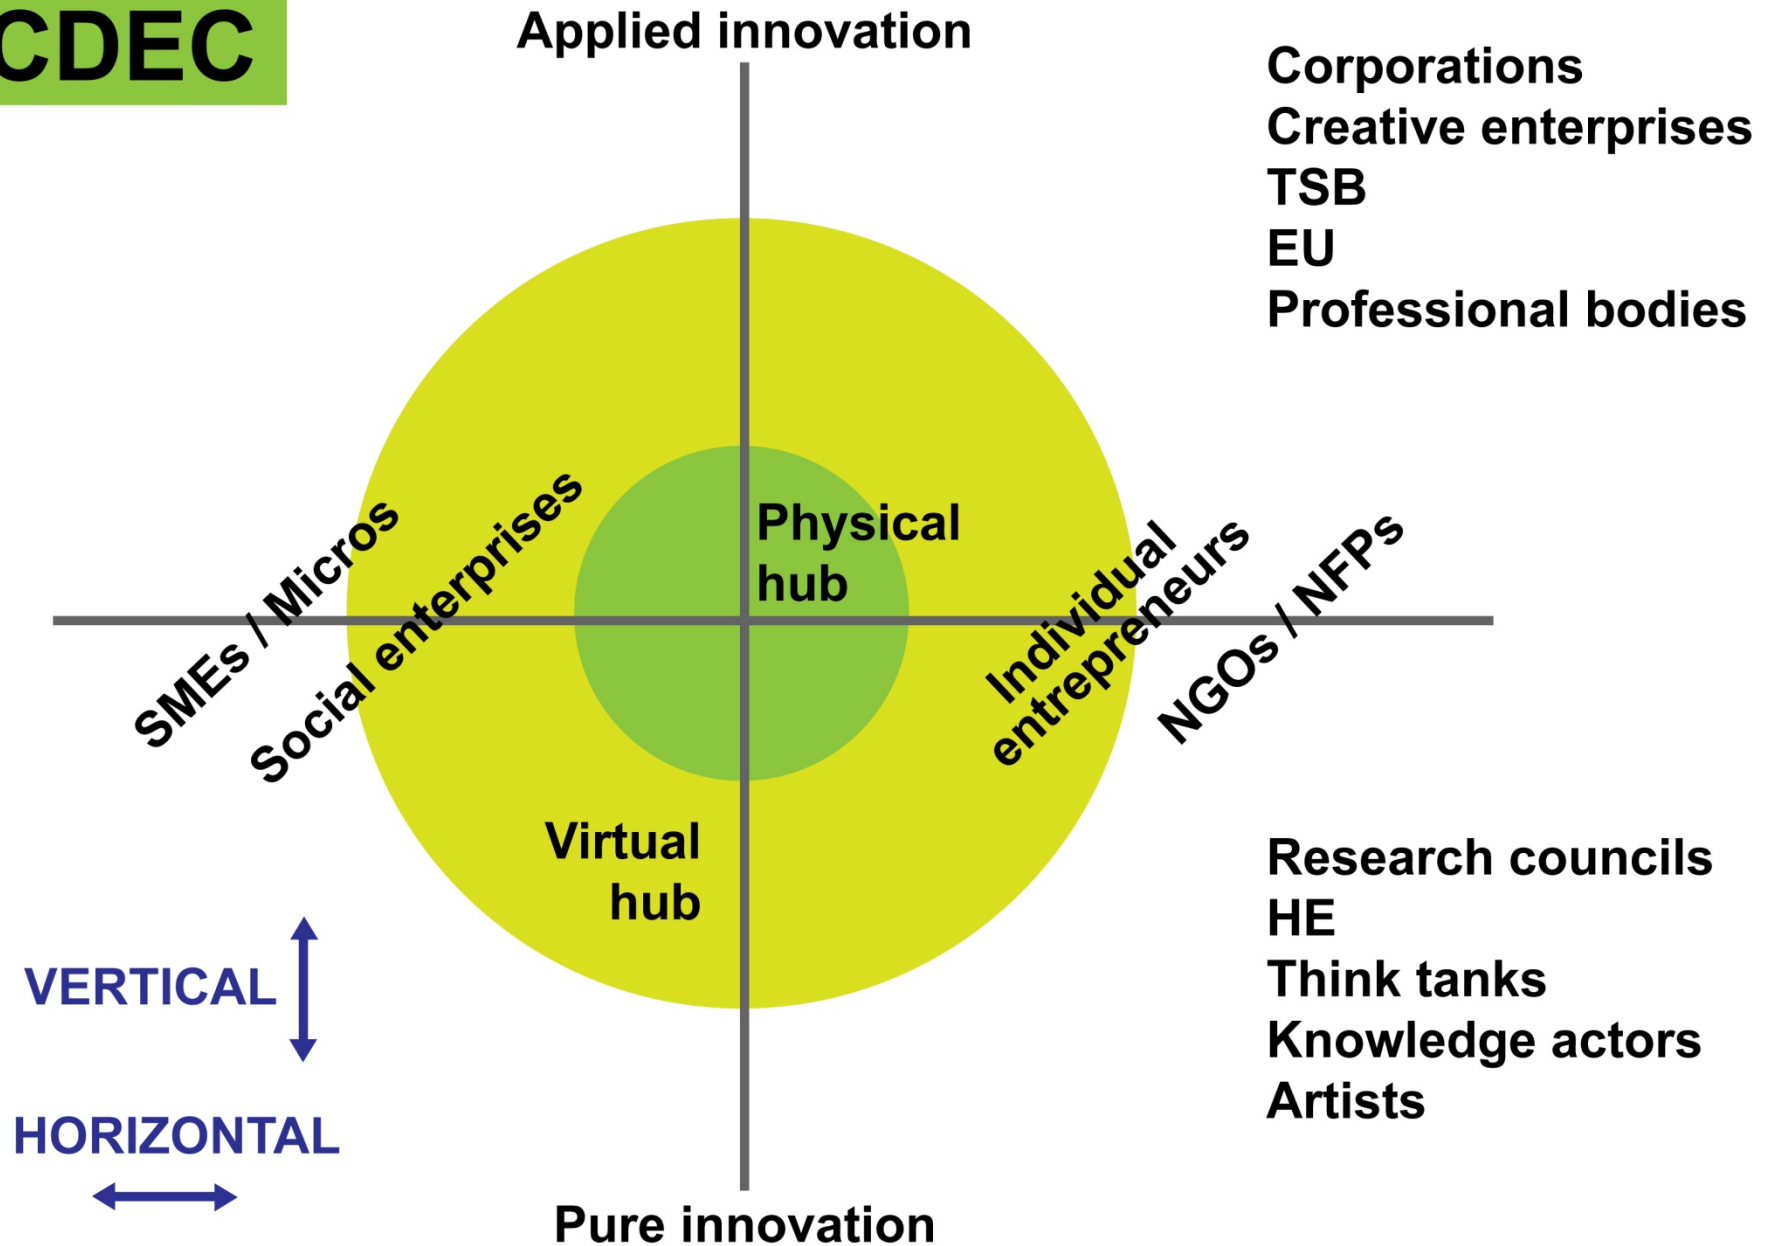 CDEC
Applied innovation
Corporations
Creative enterprises
TSB
EU
Professional bodies
Physical
hub
SMEs / Micros
Social enterprises
Individual
entrepreneurs
NGOs / NFPs
Virtual
hub
Research councils
HE
Think tanks
Knowledge actors
Artists
VERTICAL
HORIZONTAL
Pure innovation